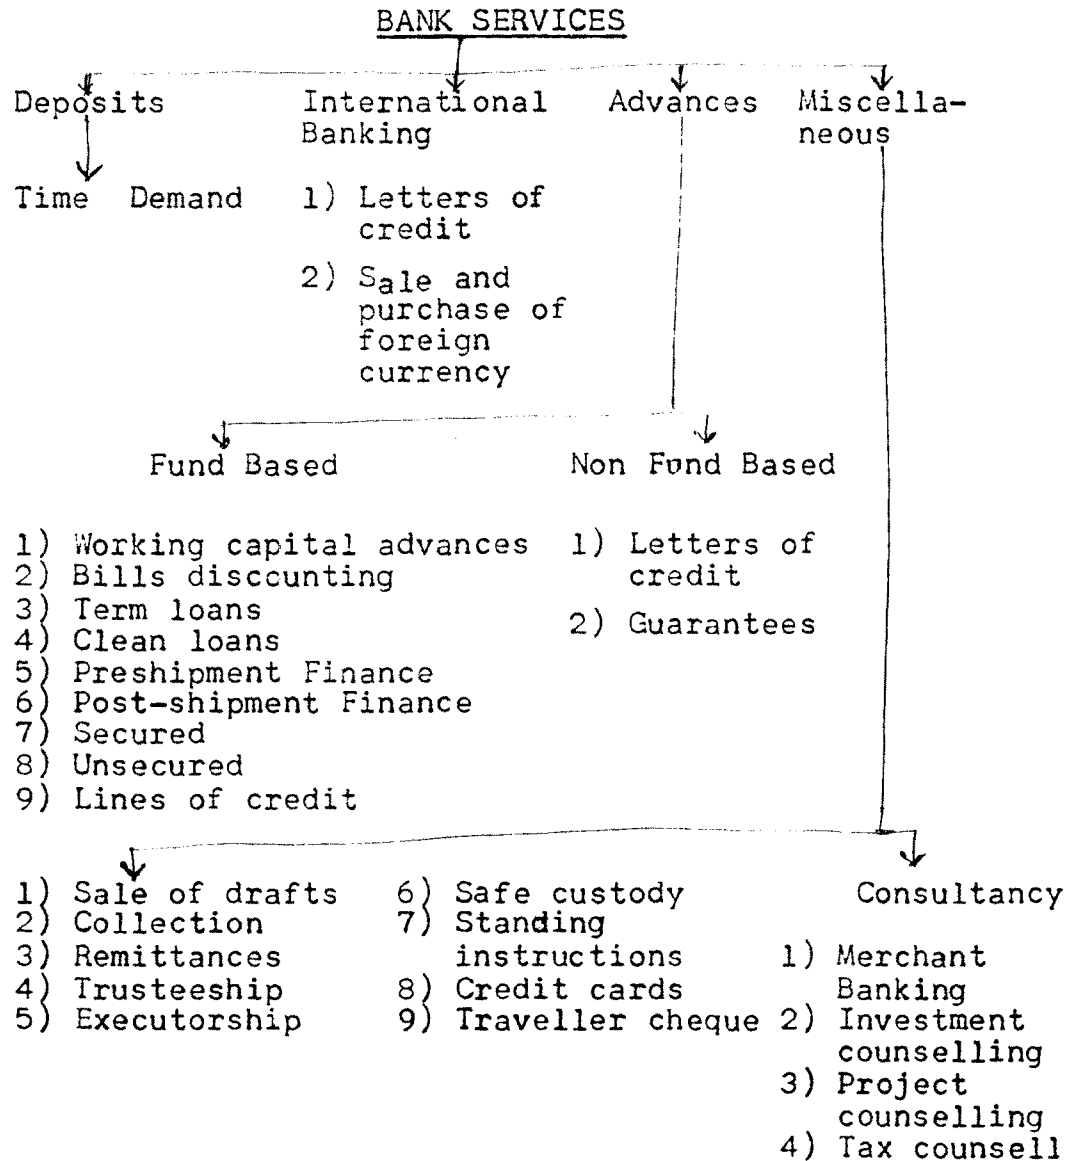 BANK SERVICES
Deposits
International
Banking
Advances
Miscella-
neous
Time Demand
1) Letters of
credit
2) Sale and
purchase of
foreign
currency
Fund Based
Non Fund Based
1) Working capital advances
2) Bills disccunting
3) Term loans
4) Clean loans
5) Preshipment Finance
6) Post-shipment Finance
7) Secured
8) Unsecured
9) Lines of credit
1) Letters of
credit
2) Guarantees
1) Sale of drafts
2) Collection
3) Remittances
4) Trusteeship
5) Executorship
6) Safe custody
7) Standing
instructions
8) Credit cards
9) Traveller cheque
Consultancy
1) Merchant
Banking
2) Investment
counselling
3) Project
counselling
4) Tax counsell